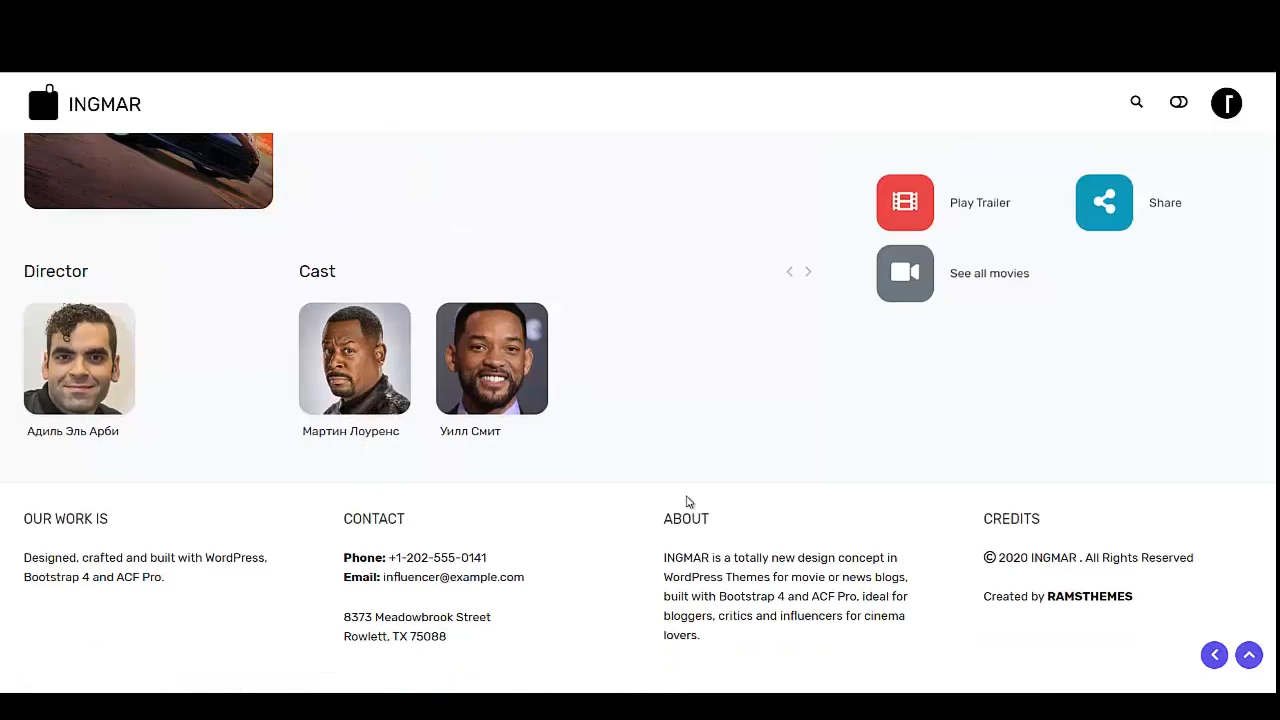 INGMAR
Play Trailer
Share
See all movies
Director
Cast
Адиль Эль Арби
Мартин Лоуренс
Уилл Смит
OUR WORK IS
Designed, crafted and built with WordPress,
Bootstrap 4 and ACF Pro.
CONTACT
Phone: +1-202-555-0141
Email: influencer@example.com
8373 Meadowbrook Street
Rowlett, TX 75088
ABOUT
INGMAR is a totally new design concept in
WordPress Themes for movie or news blogs,
built with Bootstrap 4 and ACF Pro, ideal for
bloggers, critics and influencers for cinema
lovers.
CREDITS
© 2020 INGMAR . All Rights Reserved
Created by RAMSTHEMES